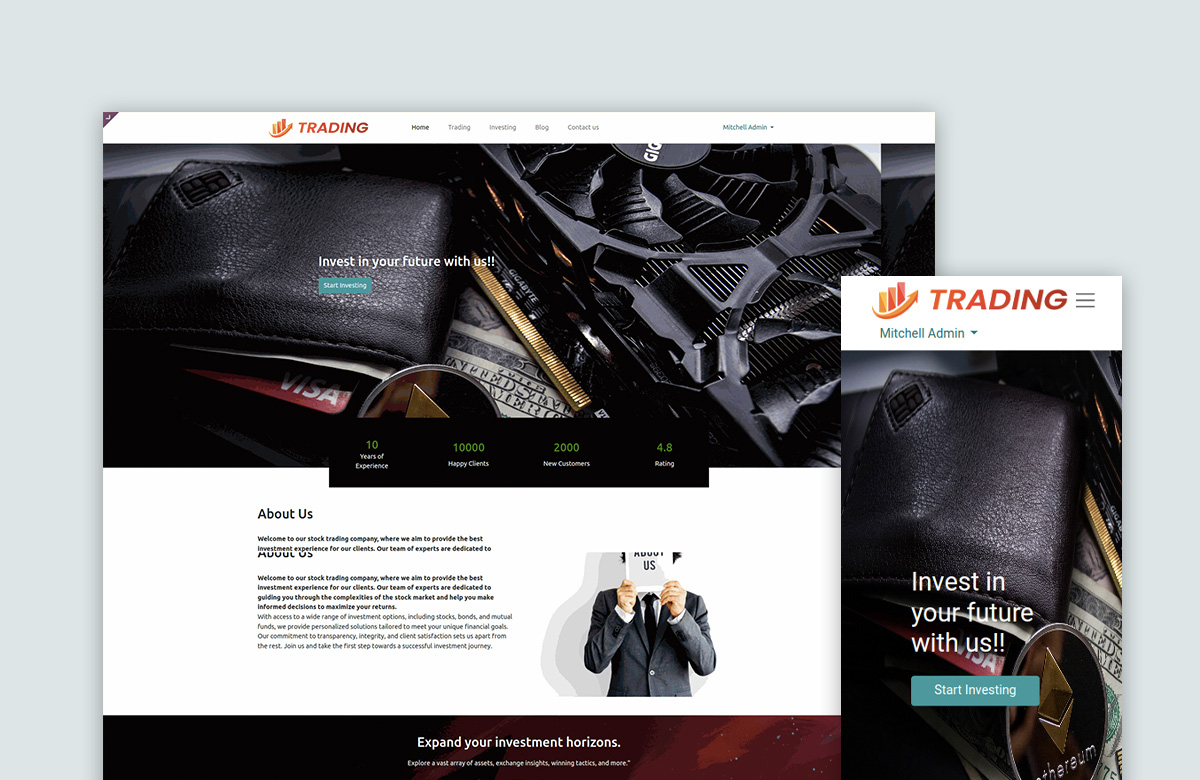 TRADING
Home
Trading
Investing
Blog
Contact us
Mitchell Admin
GIG
Invest in your future with us!!
Start Investing
GIGABYTE
VISA
UNITED STATES
10
Years of
Experience
10000
Happy Clients
2000
New Customers
4.8
Rating
About Us
Welcome to our stock trading company, where we aim to provide the best
investment experience for our clients. Our team of experts are dedicated to
About Us
Welcome to our stock trading company, where we aim to provide the best
investment experience for our clients. Our team of experts are dedicated to
guiding you through the complexities of the stock market and help you make
informed decisions to maximize your returns.
With access to a wide range of investment options, including stocks, bonds, and mutual
funds, we provide personalized solutions tailored to meet your unique financial goals.
Our commitment to transparency, integrity, and client satisfaction sets us apart from
the rest. Join us and take the first step towards a successful investment journey.
ABOUT
US
Expand your investment horizons.
Explore a vast array of assets, exchange insights, winning tactics, and more."
TRADING
Mitchell Admin
Invest in
your future
with us!!
VISA
Start Investing
ethereum